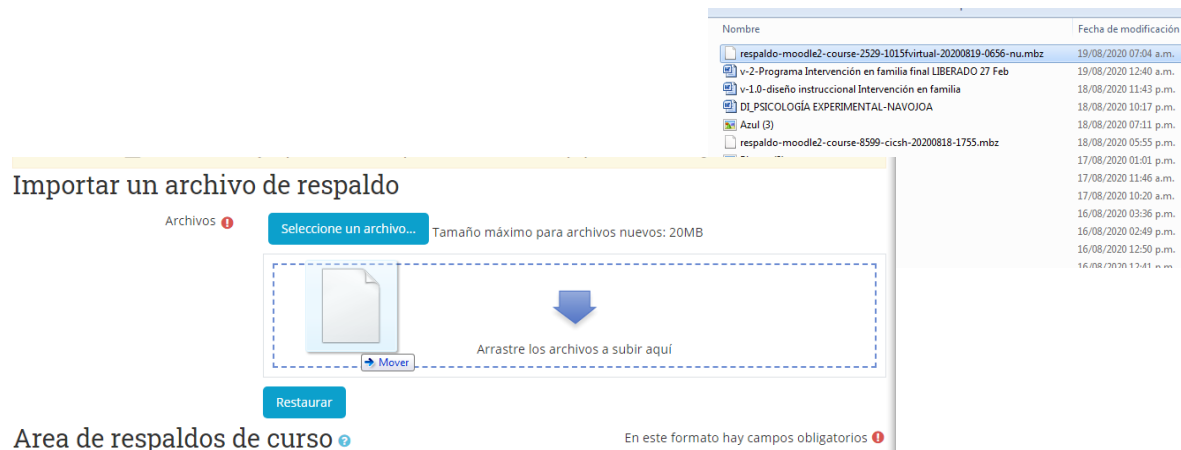 Nombre Fecha de modificación
respaldo-moodle2-course-2529-1015fvirtual-20200819-0656-nu.mbz 19/08/2020 07:04 a.m.
v-2-Programa Intervención en familia final LIBERADO 27 Feb 19/08/2020 12:40 a.m.
v-1.0-diseño instruccional Intervención en familia 18/08/2020 11:43 p.m.
DI_PSICOLOGÍA EXPERIMENTAL-NAVOJOA 18/08/2020 10:17 p.m.
Azul (3) 18/08/2020 07:11 p.m.
respaldo-moodle2-course-8599-cicsh-20200818-1755.mbz 18/08/2020 05:55 p.m.
17/08/2020 01:01 p.m.
17/08/2020 11:46 a.m.
17/08/2020 10:20 a.m.
16/08/2020 03:36 p.m.
16/08/2020 02:49 p.m.
16/08/2020 12:50 p.m.
16/08/2020 12:41 p.m.
Importar un archivo de respaldo
Archivos
Seleccione un archivo... Tamaño máximo para archivos nuevos: 20MB
Arrastre los archivos a subir aquí
Mover
Restaurar
Area de respaldos de curso
En este formato hay campos obligatorios